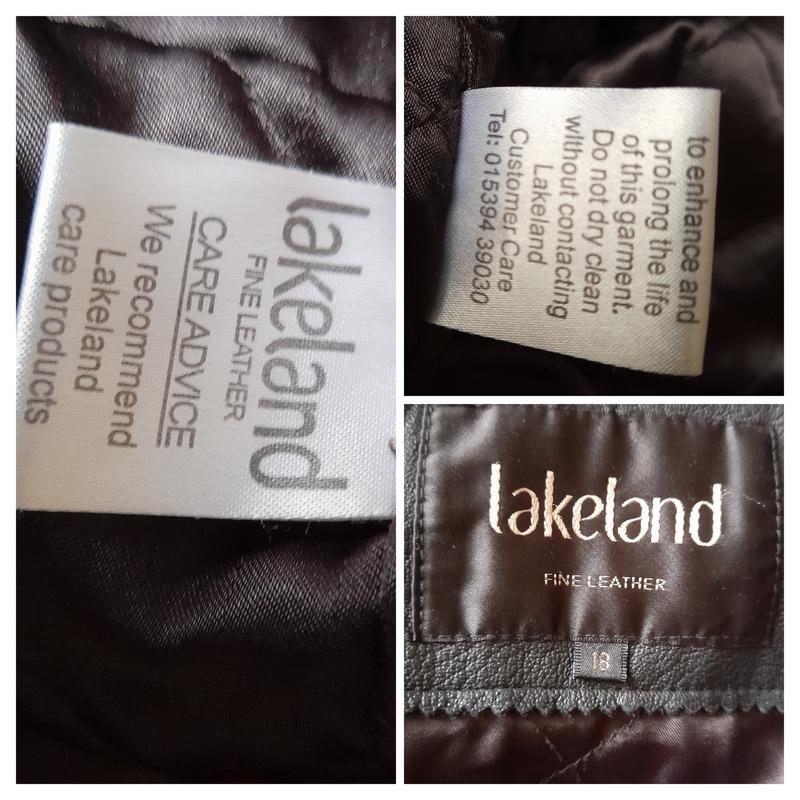 lakeland
FINE LEATHER
CARE ADVICE
We recommend
Lakeland
care products
to enhance and
prolong the life
of this garment.
Do not dry clean
without contacting
Lakeland
Customer Care
Tel: 015394 39030
lakeland
FINE LEATHER
18